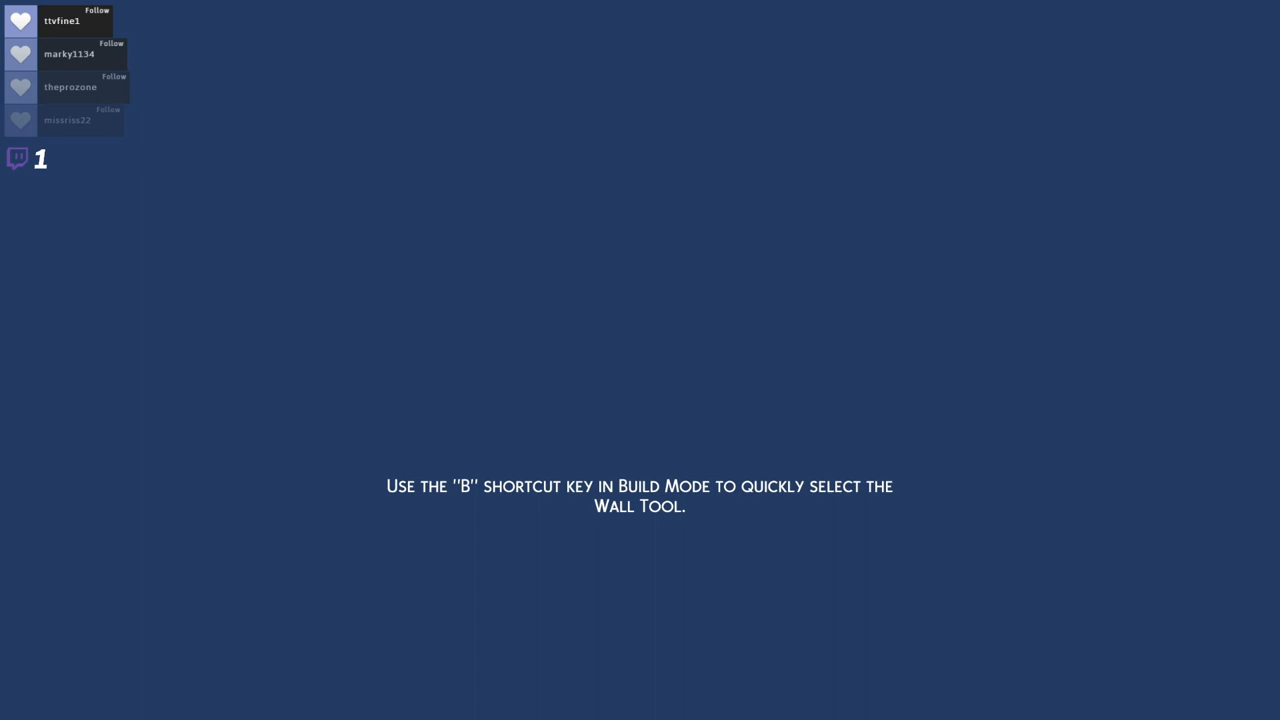 Follow
ttvfine1
Follow
marky1134
Follow
theprozone
Follow
missriss22
1
Use the "B" shortcut key in Build Mode to quickly select the
Wall Tool.